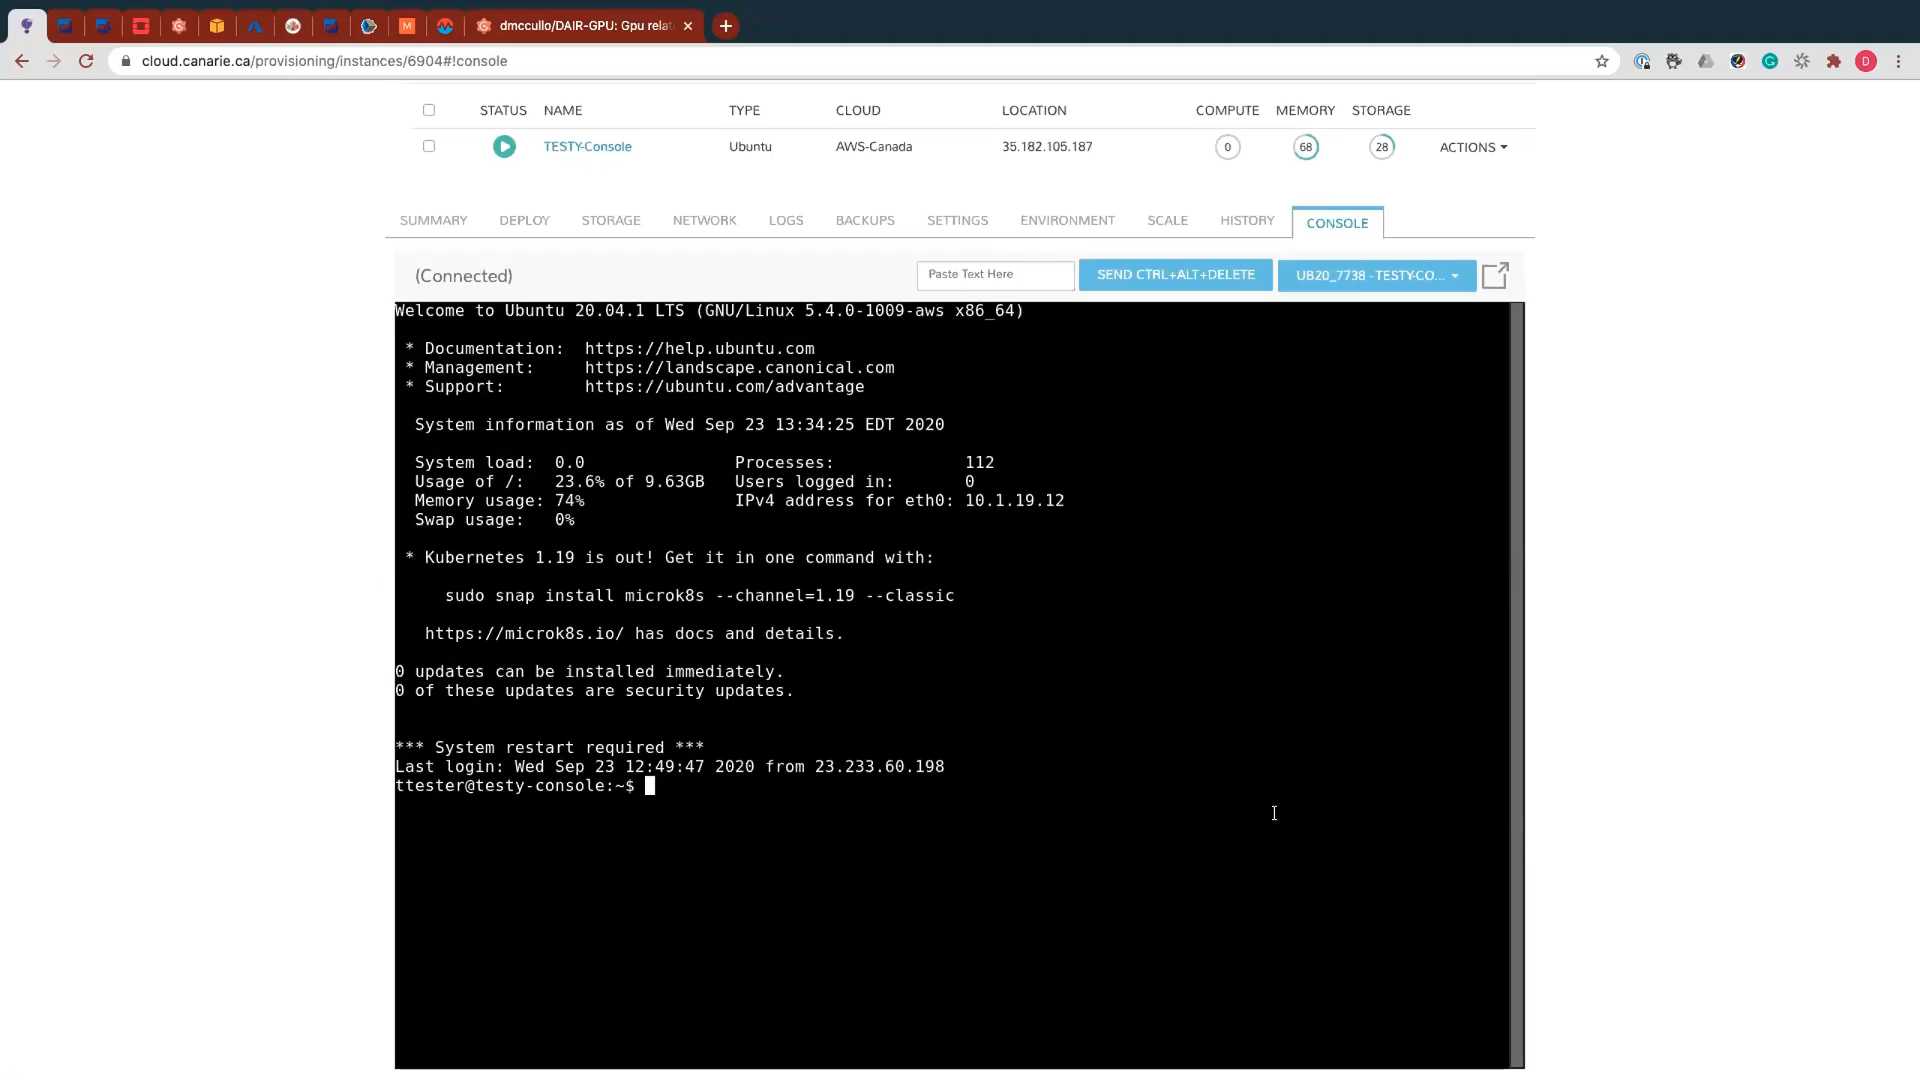 dmccullo/DAIR-GPU: Gpu rela
cloud.canarie.ca/provisioning/instances/6904#!console
D
STATUS NAME TYPE CLOUD LOCATION COMPUTE MEMORY STORAGE
TESTY-Console Ubuntu AWS-Canada 35.182.105.187 0 68 28 ACTIONS
SUMMARY DEPLOY STORAGE NETWORK LOGS BACKUPS SETTINGS ENVIRONMENT SCALE HISTORY CONSOLE
(Connected) Paste Text Here SEND CTRL+ALT+DELETE UB20_7738 - TESTY-CO...
Welcome to Ubuntu 20.04.1 LTS (GNU/Linux 5.4.0-1009-aws x86_64)
* Documentation: https://help.ubuntu.com
* Management: https://landscape.canonical.com
* Support: https://ubuntu.com/advantage
System information as of Wed Sep 23 13:34:25 EDT 2020
System load: 0.0 Processes: 112
Usage of /: 23.6% of 9.63GB Users logged in: 0
Memory usage: 74% IPv4 address for eth0: 10.1.19.12
Swap usage: 0%
* Kubernetes 1.19 is out! Get it in one command with:
sudo snap install microk8s --channel=1.19 --classic
https://microk8s.io/ has docs and details.
0 updates can be installed immediately.
0 of these updates are security updates.
*** System restart required ***
Last login: Wed Sep 23 12:49:47 2020 from 23.233.60.198
ttester@testy-console:~$